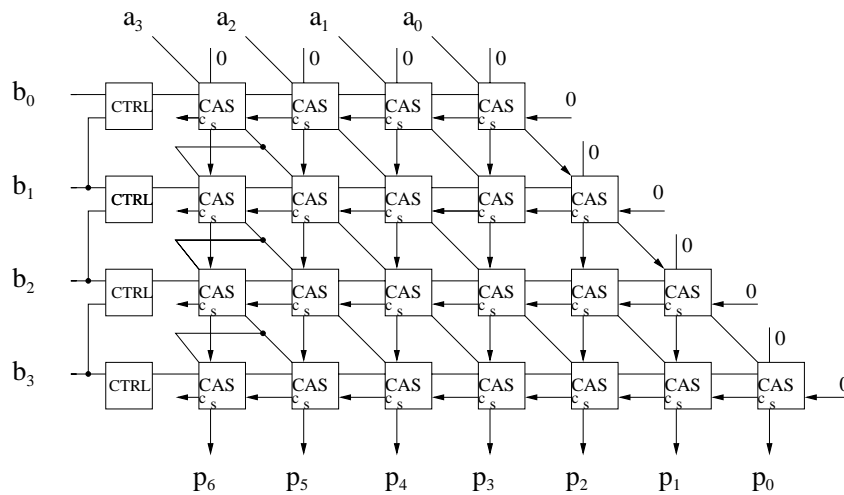 a3 a2 a1 a0
0 0 0 0
b0 CTRL CAS CAS CAS CAS 0
c s c s c s c s
0
b1 CTRL CAS CAS CAS CAS CAS 0
c s c s c s c s c s
0
b2 CTRL CAS CAS CAS CAS CAS CAS 0
c s c s c s c s c s c s
0
b3 CTRL CAS CAS CAS CAS CAS CAS CAS 0
c s c s c s c s c s c s c s
p6 p5 p4 p3 p2 p1 p0